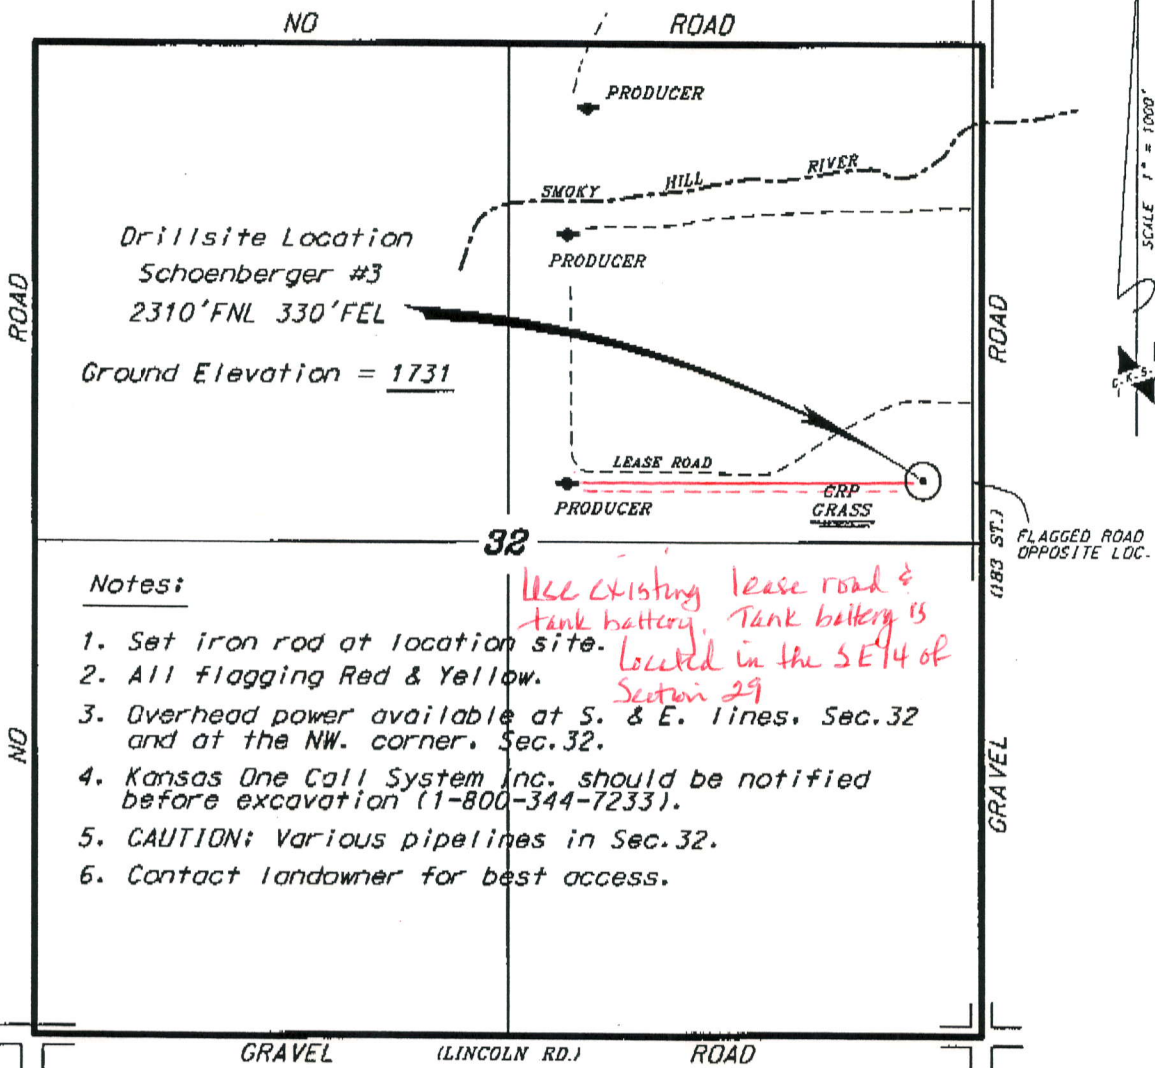 NO ROAD
PRODUCER
SMOKY HILL RIVER
PRODUCER
SCALE 1" = 1000'
Drillsite Location
Schoenberger #3
2310'FNL 330'FEL
Ground Elevation = 1731
ROAD
ROAD
C.K.S.
LEASE ROAD
PRODUCER
CRP
GRASS
32
(183 ST.)
FLAGGED ROAD
OPPOSITE LOC.
Use existing lease road &
tank battery. Tank battery is
Located in the SE/4 of
Section 29
Notes:
1. Set iron rod at location site.
2. All flagging Red & Yellow.
3. Overhead power available at S. & E. lines. Sec.32
and at the NW. corner. Sec.32.
4. Kansas One Call System Inc. should be notified
before excavation (1-800-344-7233).
5. CAUTION: Various pipelines in Sec.32.
6. Contact landowner for best access.
NO
GRAVEL
GRAVEL (LINCOLN RD.) ROAD